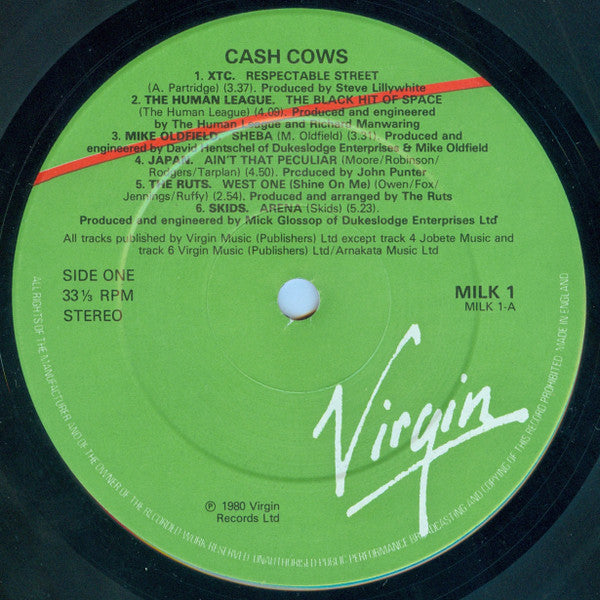 CASH COWS
1. XTC. RESPECTABLE STREET
(A. Partridge) (3.37). Produced by Steve Lillywhite
2. THE HUMAN LEAGUE. THE BLACK HIT OF SPACE
(The Human League) (4.09). Produced and engineered
by The Human League and Richard Manwaring
3. MIKE OLDFIELD. SHEBA (M. Oldfield) (3.31). Produced and
engineered by David Hentschel of Dukeslodge Enterprises & Mike Oldfield
4. JAPAN. AIN'T THAT PECULIAR (Moore/Robinson/
Rodgers/Tarplan) (4.50). Produced by John Punter
5. THE RUTS. WEST ONE (Shine On Me) (Owen/Fox/
Jennings/Ruffy) (2.54). Produced and arranged by The Ruts
6. SKIDS. ARENA (Skids) (5.23).
Produced and engineered by Mick Glossop of Dukeslodge Enterprises Ltd
All tracks published by Virgin Music (Publishers) Ltd except track 4 Jobete Music and
track 6 Virgin Music (Publishers) Ltd/Arnakata Music Ltd
SIDE ONE
33⅓ RPM
STEREO
MILK 1
MILK 1-A
Virgin
℗ 1980 Virgin
Records Ltd
ALL RIGHTS OF THE MANUFACTURER AND OF THE OWNER OF THE RECORDED WORK RESERVED. UNAUTHORISED PUBLIC PERFORMANCE BROADCASTING AND COPYING OF THIS RECORD PROHIBITED. MADE IN ENGLAND